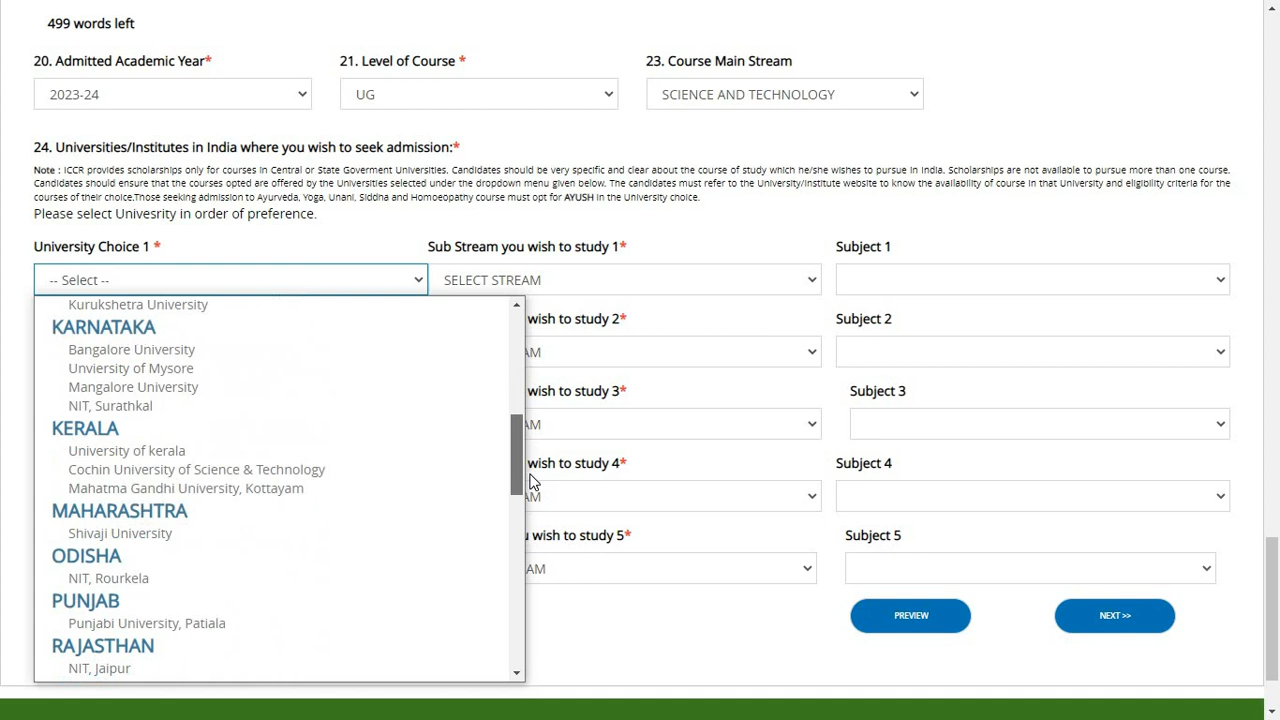 499 words left
20. Admitted Academic Year*
21. Level of Course *
23. Course Main Stream
2023-24
UG
SCIENCE AND TECHNOLOGY
24. Universities/Institutes in India where you wish to seek admission:*
Note : ICCR provides scholarships only for courses in Central or State Goverment Universities. Candidates should be very specific and clear about the course of study which he/she wishes to pursue in India. Scholarships are not available to pursue more than one course.
Candidates should ensure that the courses opted are offered by the Universities selected under the dropdown menu given below. The candidates must refer to the University/Institute website to know the availability of course in that University and eligibility criteria for the
courses of their choice.Those seeking admission to Ayurveda, Yoga, Unani, Siddha and Homoeopathy course must opt for AYUSH in the University choice.
Please select Univesrity in order of preference.
University Choice 1 *
Sub Stream you wish to study 1*
Subject 1
-- Select --
SELECT STREAM
Kurukshetra University
KARNATAKA
Bangalore University
Unviersity of Mysore
Mangalore University
NIT, Surathkal
KERALA
University of kerala
Cochin University of Science & Technology
Mahatma Gandhi University, Kottayam
MAHARASHTRA
Shivaji University
ODISHA
NIT, Rourkela
PUNJAB
Punjabi University, Patiala
RAJASTHAN
NIT, Jaipur
wish to study 2*
Subject 2
AM
wish to study 3*
Subject 3
AM
wish to study 4*
Subject 4
AM
u wish to study 5*
Subject 5
AM
PREVIEW
NEXT >>